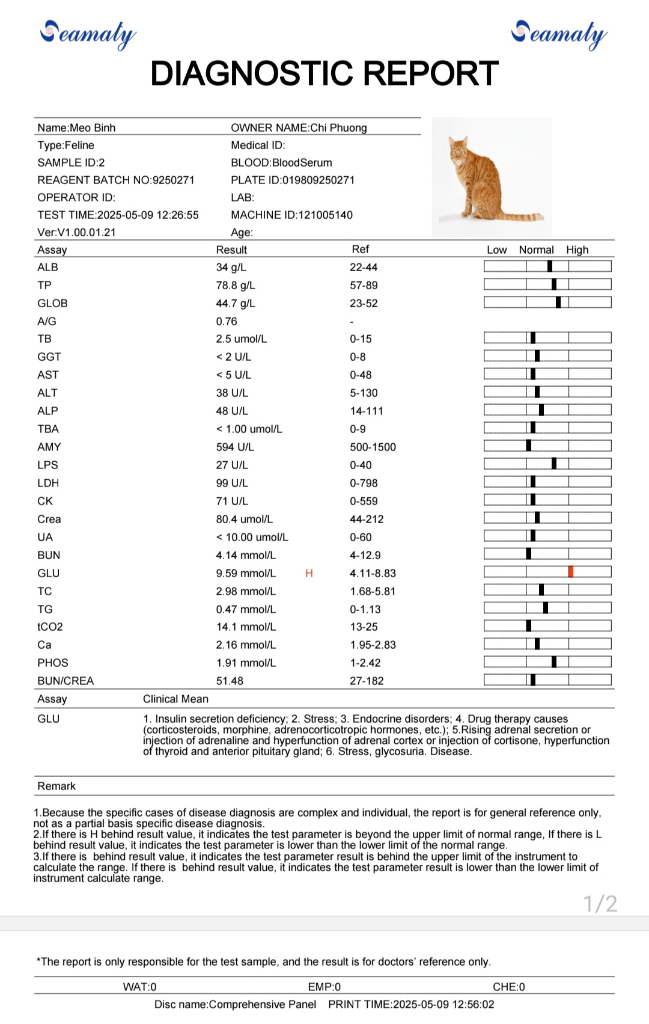 Seamaty Seamaty
DIAGNOSTIC REPORT
Name:Meo Binh OWNER NAME:Chi Phuong
Type:Feline Medical ID:
SAMPLE ID:2 BLOOD:BloodSerum
REAGENT BATCH NO:9250271 PLATE ID:019809250271
OPERATOR ID: LAB:
TEST TIME:2025-05-09 12:26:55 MACHINE ID:121005140
Ver:V1.00.01.21 Age:
Assay Result Ref Low Normal High
ALB 34 g/L 22-44
TP 78.8 g/L 57-89
GLOB 44.7 g/L 23-52
A/G 0.76 -
TB 2.5 umol/L 0-15
GGT < 2 U/L 0-8
AST < 5 U/L 0-48
ALT 38 U/L 5-130
ALP 48 U/L 14-111
TBA < 1.00 umol/L 0-9
AMY 594 U/L 500-1500
LPS 27 U/L 0-40
LDH 99 U/L 0-798
CK 71 U/L 0-559
Crea 80.4 umol/L 44-212
UA < 10.00 umol/L 0-60
BUN 4.14 mmol/L 4-12.9
GLU 9.59 mmol/L H 4.11-8.83
TC 2.98 mmol/L 1.68-5.81
TG 0.47 mmol/L 0-1.13
tCO2 14.1 mmol/L 13-25
Ca 2.16 mmol/L 1.95-2.83
PHOS 1.91 mmol/L 1-2.42
BUN/CREA 51.48 27-182
Assay Clinical Mean
GLU 1. Insulin secretion deficiency; 2. Stress; 3. Endocrine disorders; 4. Drug therapy causes
(corticosteroids, morphine, adrenocorticotropic hormones, etc.); 5.Rising adrenal secretion or
injection of adrenaline and hyperfunction of adrenal cortex or injection of cortisone, hyperfunction
of thyroid and anterior pituitary gland; 6. Stress, glycosuria. Disease.
Remark
1.Because the specific cases of disease diagnosis are complex and individual, the report is for general reference only,
not as a partial basis specific disease diagnosis.
2.If there is H behind result value, it indicates the test parameter is beyond the upper limit of normal range, If there is L
behind result value, it indicates the test parameter is lower than the lower limit of the normal range.
3.If there is  behind result value, it indicates the test parameter result is behind the upper limit of the instrument to
calculate the range. If there is  behind result value, it indicates the test parameter result is lower than the lower limit of
instrument calculate range.
1/2
*The report is only responsible for the test sample, and the result is for doctors' reference only.
WAT:0 EMP:0 CHE:0
Disc name:Comprehensive Panel PRINT TIME:2025-05-09 12:56:02